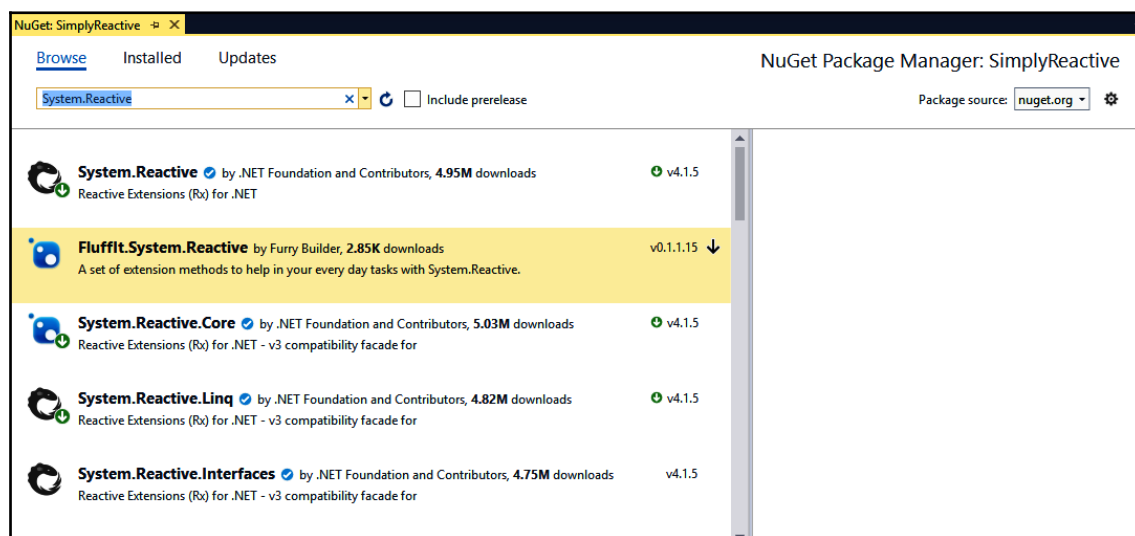 NuGet: SimplyReactive
Browse Installed Updates
NuGet Package Manager: SimplyReactive
System.Reactive
Include prerelease
Package source: nuget.org
System.Reactive by .NET Foundation and Contributors, 4.95M downloads v4.1.5
Reactive Extensions (Rx) for .NET
FluffIt.System.Reactive by Furry Builder, 2.85K downloads v0.1.1.15
A set of extension methods to help in your every day tasks with System.Reactive.
System.Reactive.Core by .NET Foundation and Contributors, 5.03M downloads v4.1.5
Reactive Extensions (Rx) for .NET - v3 compatibility facade for
System.Reactive.Linq by .NET Foundation and Contributors, 4.82M downloads v4.1.5
Reactive Extensions (Rx) for .NET - v3 compatibility facade for
System.Reactive.Interfaces by .NET Foundation and Contributors, 4.75M downloads v4.1.5
Reactive Extensions (Rx) for .NET - v3 compatibility facade for